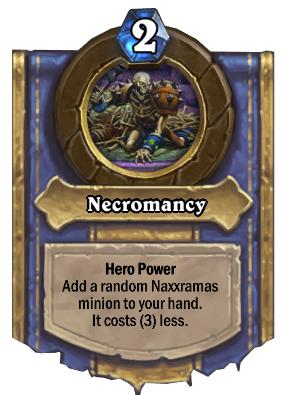 2
Necromancy
Hero Power
Add a random Naxxramas
minion to your hand.
It costs (3) less.